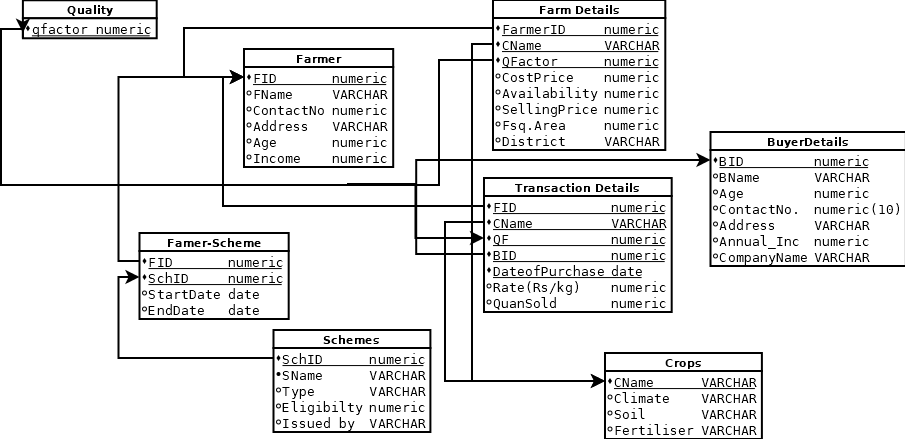 Quality
qfactor numeric
Farm Details
FarmerID numeric
CName VARCHAR
QFactor numeric
CostPrice numeric
Availability numeric
SellingPrice numeric
Fsq.Area numeric
District VARCHAR
Farmer
FID numeric
FName VARCHAR
ContactNo numeric
Address VARCHAR
Age numeric
Income numeric
BuyerDetails
BID numeric
BName VARCHAR
Age numeric
ContactNo. numeric(10)
Address VARCHAR
Annual_Inc numeric
CompanyName VARCHAR
Transaction Details
FID numeric
CName VARCHAR
QF numeric
BID numeric
DateofPurchase date
Rate(Rs/kg) numeric
QuanSold numeric
Famer-Scheme
FID numeric
SchID numeric
StartDate date
EndDate date
Schemes
SchID numeric
SName VARCHAR
Type VARCHAR
Eligibilty numeric
Issued by VARCHAR
Crops
CName VARCHAR
Climate VARCHAR
Soil VARCHAR
Fertiliser VARCHAR